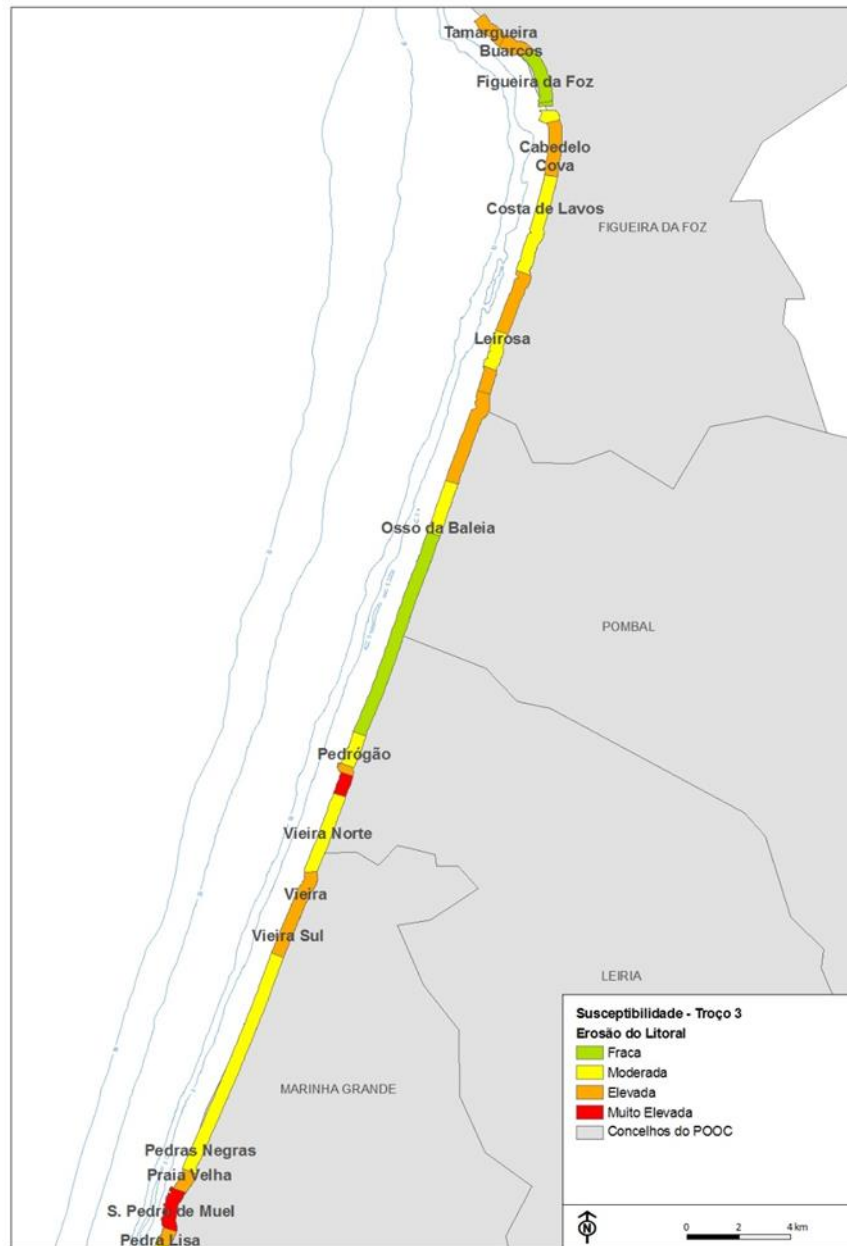 Tamargueira
Buarcos
Figueira da Foz
Cabedelo
Cova
Costa de Lavos
FIGUEIRA DA FOZ
Leirosa
Osso da Baleia
POMBAL
Pedrógão
Vieira Norte
Vieira
Vieira Sul
LEIRIA
MARINHA GRANDE
Pedras Negras
Praia Velha
S. Pedro de Muel
Pedra Lisa
Susceptibilidade - Troço 3
Erosão do Litoral
Fraca
Moderada
Elevada
Muito Elevada
Concelhos do POOC
N
0 2 4 km